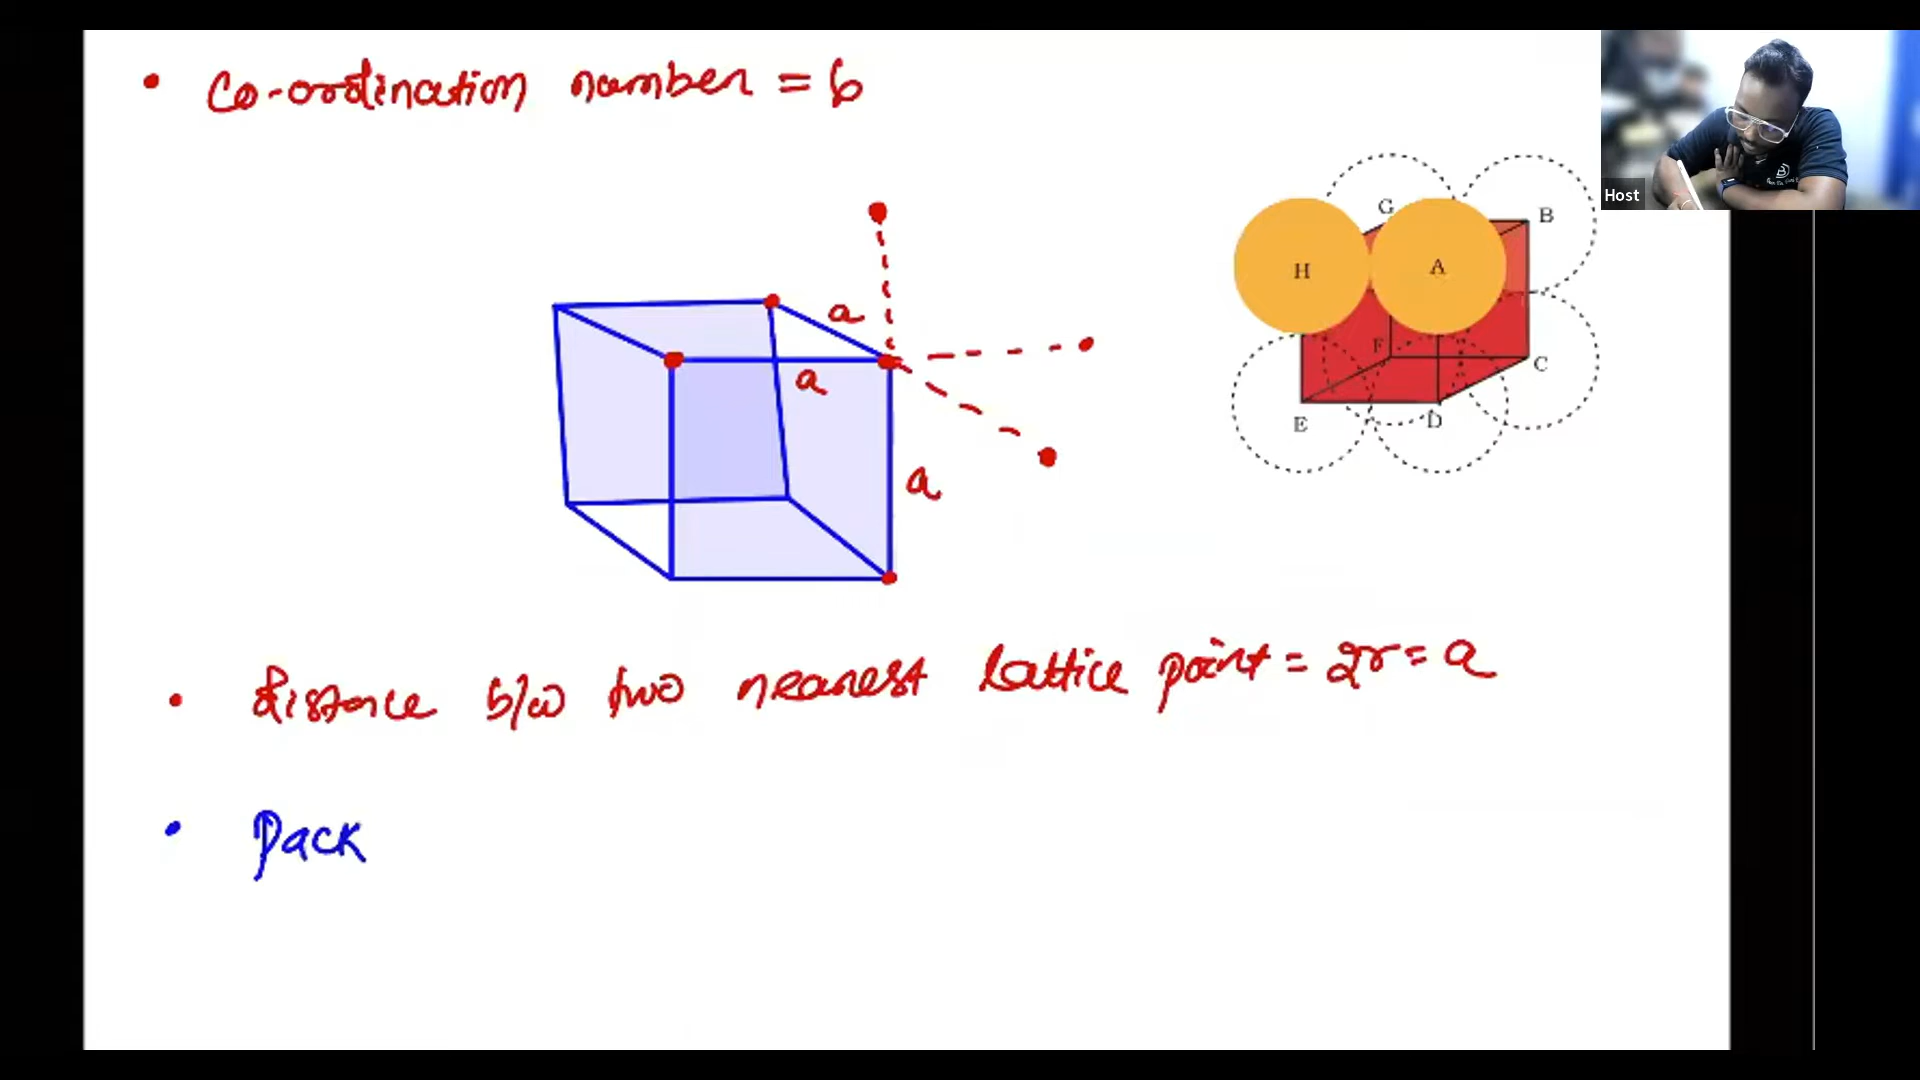 • Co-ordination number = 6
Host
G
B
H
A
a
F
C
a
E
D
a
• distance b/w two nearest lattice point = 2r = a
• Pack